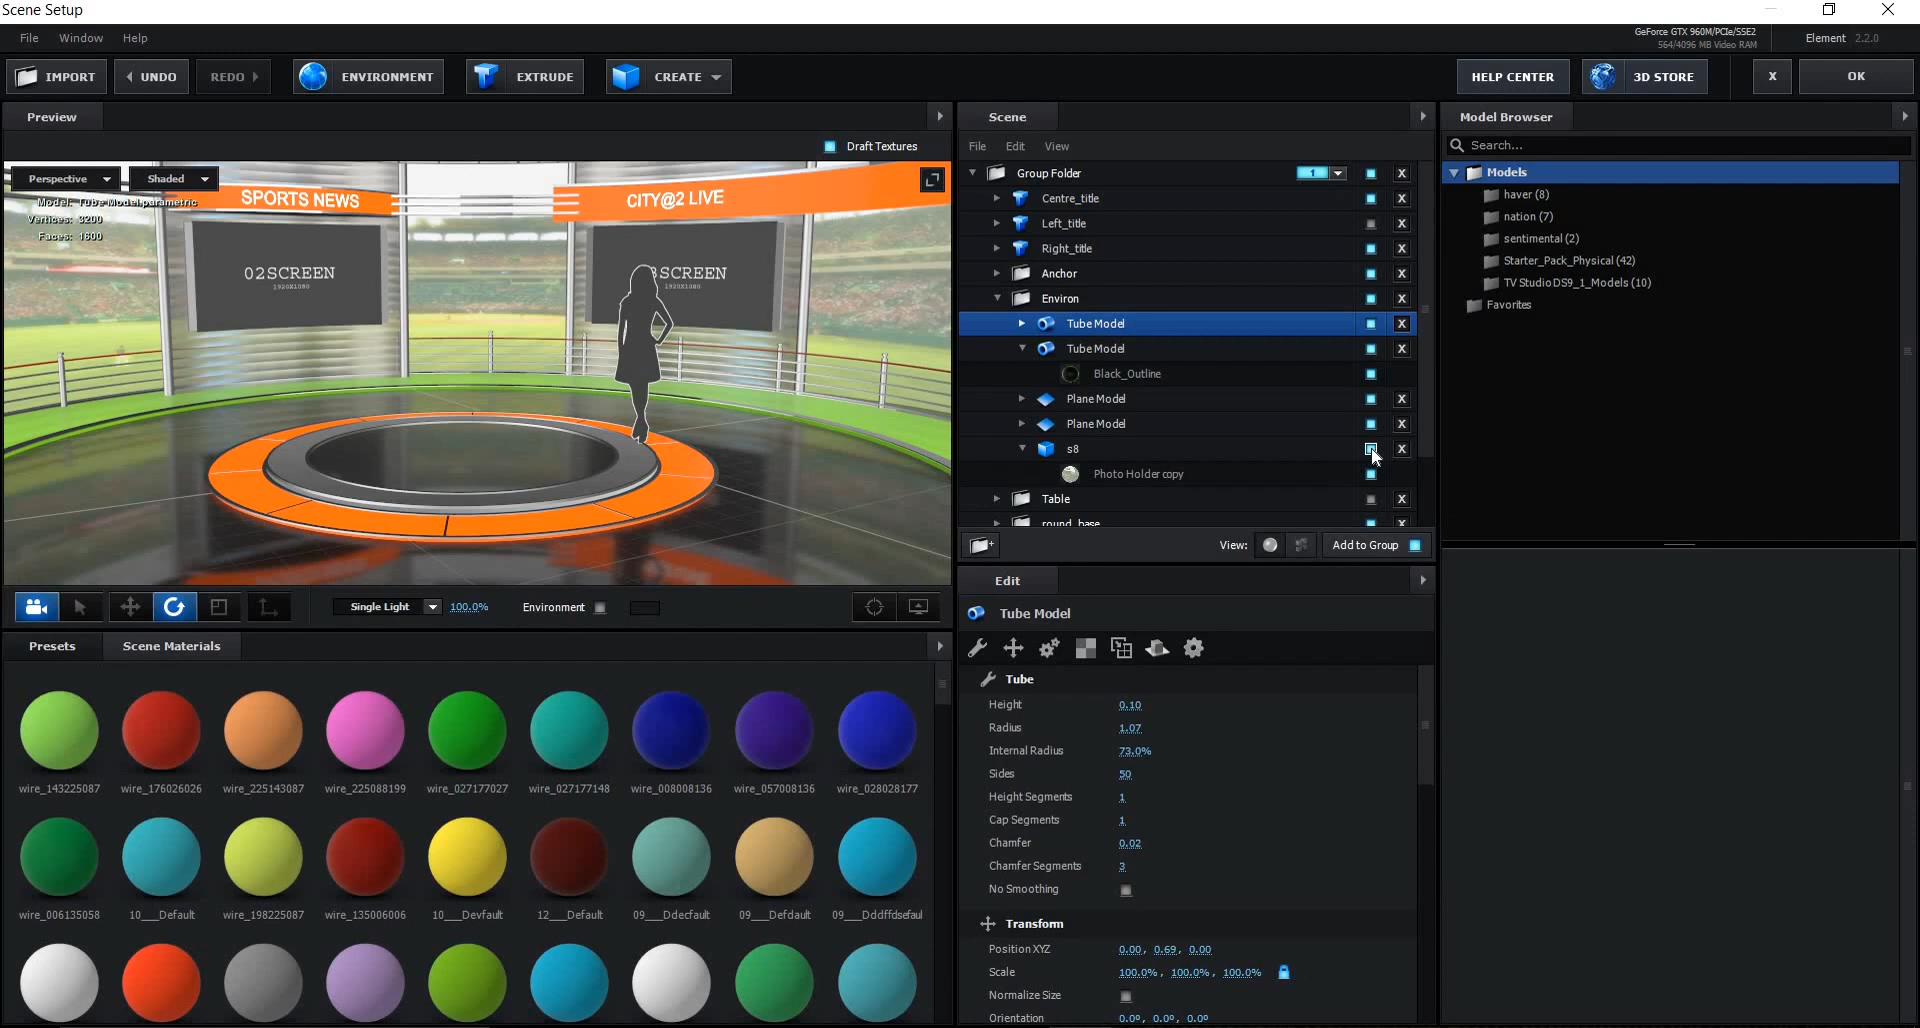 Scene Setup
File Window Help
GeForce GTX 960M/PCIe/SSE2
564/4096 MB Video RAM
Element 2.2.0
IMPORT UNDO REDO ENVIRONMENT EXTRUDE CREATE HELP CENTER 3D STORE X OK
Preview
Draft Textures
Perspective Shaded
Model: Tube Model.parametric
Vertices: 3200
Faces: 1600
SPORTS NEWS
CITY@2 LIVE
02SCREEN
1920X1080
SCREEN
1920X1080
Single Light 100.0% Environment
Presets Scene Materials
wire_143225087 wire_176026026 wire_225143087 wire_225088199 wire_027177027 wire_027177148 wire_008008136 wire_057008136 wire_028028177
wire_006135058 10___Default wire_198225087 wire_135006006 10___Devfault 12___Default 09___Ddecfault 09___Defdault 09___Dddffdsefaul
Scene
File Edit View
Group Folder 1 X
Centre_title X
Left_title X
Right_title X
Anchor X
Environ X
Tube Model X
Tube Model X
Black_Outline
Plane Model X
Plane Model X
s8 X
Photo Holder copy
Table X
round_base X
View: Add to Group
Edit
Tube Model
Tube
Height 0.10
Radius 1.07
Internal Radius 73.0%
Sides 50
Height Segments 1
Cap Segments 1
Chamfer 0.02
Chamfer Segments 3
No Smoothing
Transform
Position XYZ 0.00, 0.69, 0.00
Scale 100.0%, 100.0%, 100.0%
Normalize Size
Orientation 0.0º, 0.0º, 0.0º
Model Browser
Search...
Models
haver (8)
nation (7)
sentimental (2)
Starter_Pack_Physical (42)
TV StudioDS9_1_Models (10)
Favorites